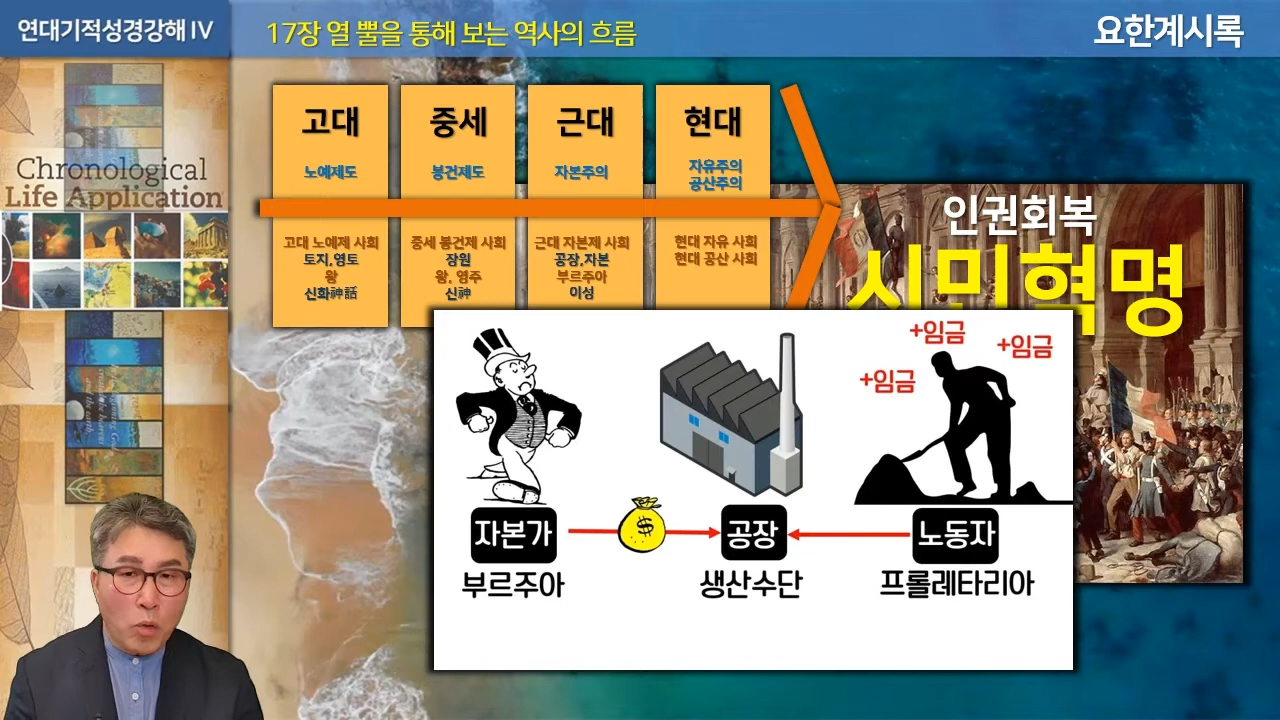 연대기적성경강해 IV
17장 열 뿔을 통해 보는 역사의 흐름
요한계시록
Chronological
Life Application
고대
노예제도
고대 노예제 사회
토지.영토
왕
신화神話
중세
봉건제도
중세 봉건제 사회
장원
왕, 영주
신神
근대
자본주의
근대 자본제 사회
공장.자본
부르주아
이성
현대
자유주의
공산주의
현대 자유 사회
현대 공산 사회
인권회복
시민혁명
+임금
+임금
+임금
$
자본가
공장
노동자
부르주아
생산수단
프롤레타리아